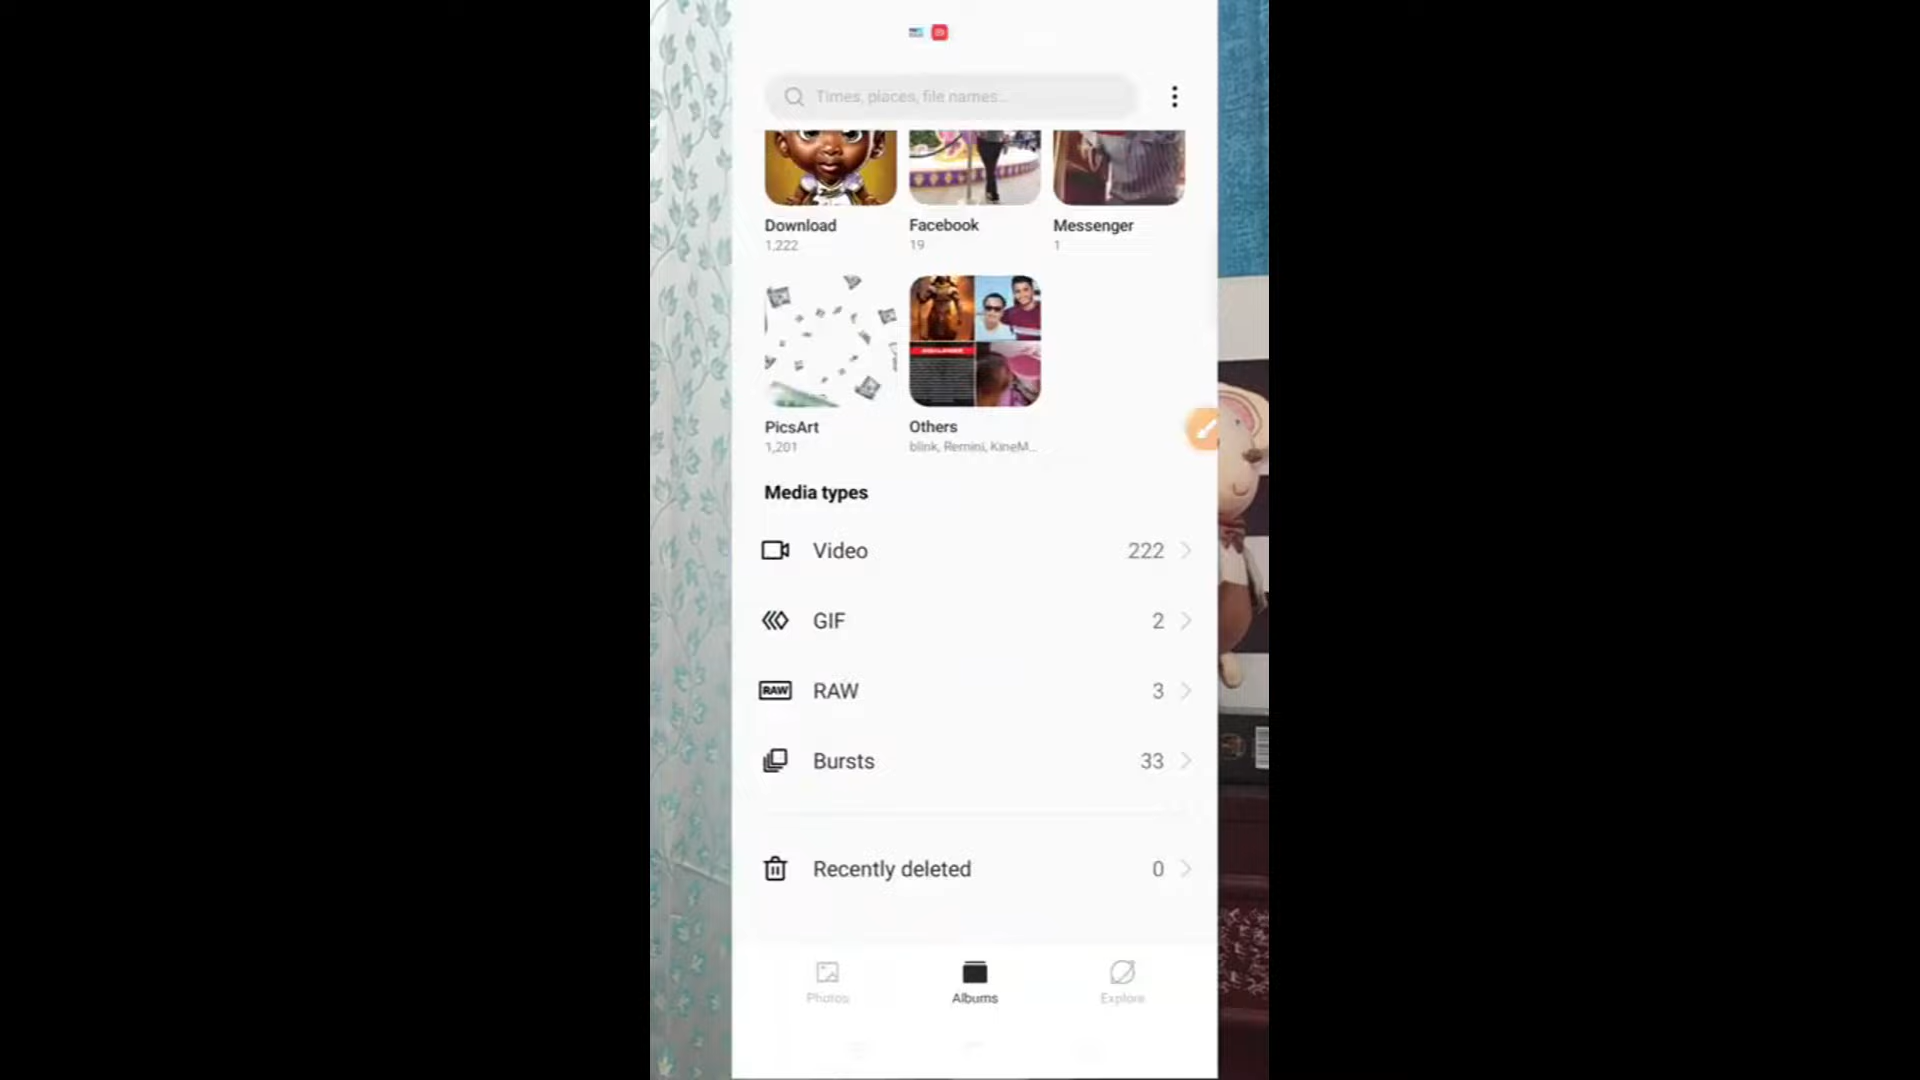 Times, places, file names...
Download Facebook Messenger
1,222 19 1
PicsArt Others
1,201 blink, Remini, KineM...
Media types
Video 222
GIF 2
RAW RAW 3
Bursts 33
Recently deleted 0
Photos Albums Explore